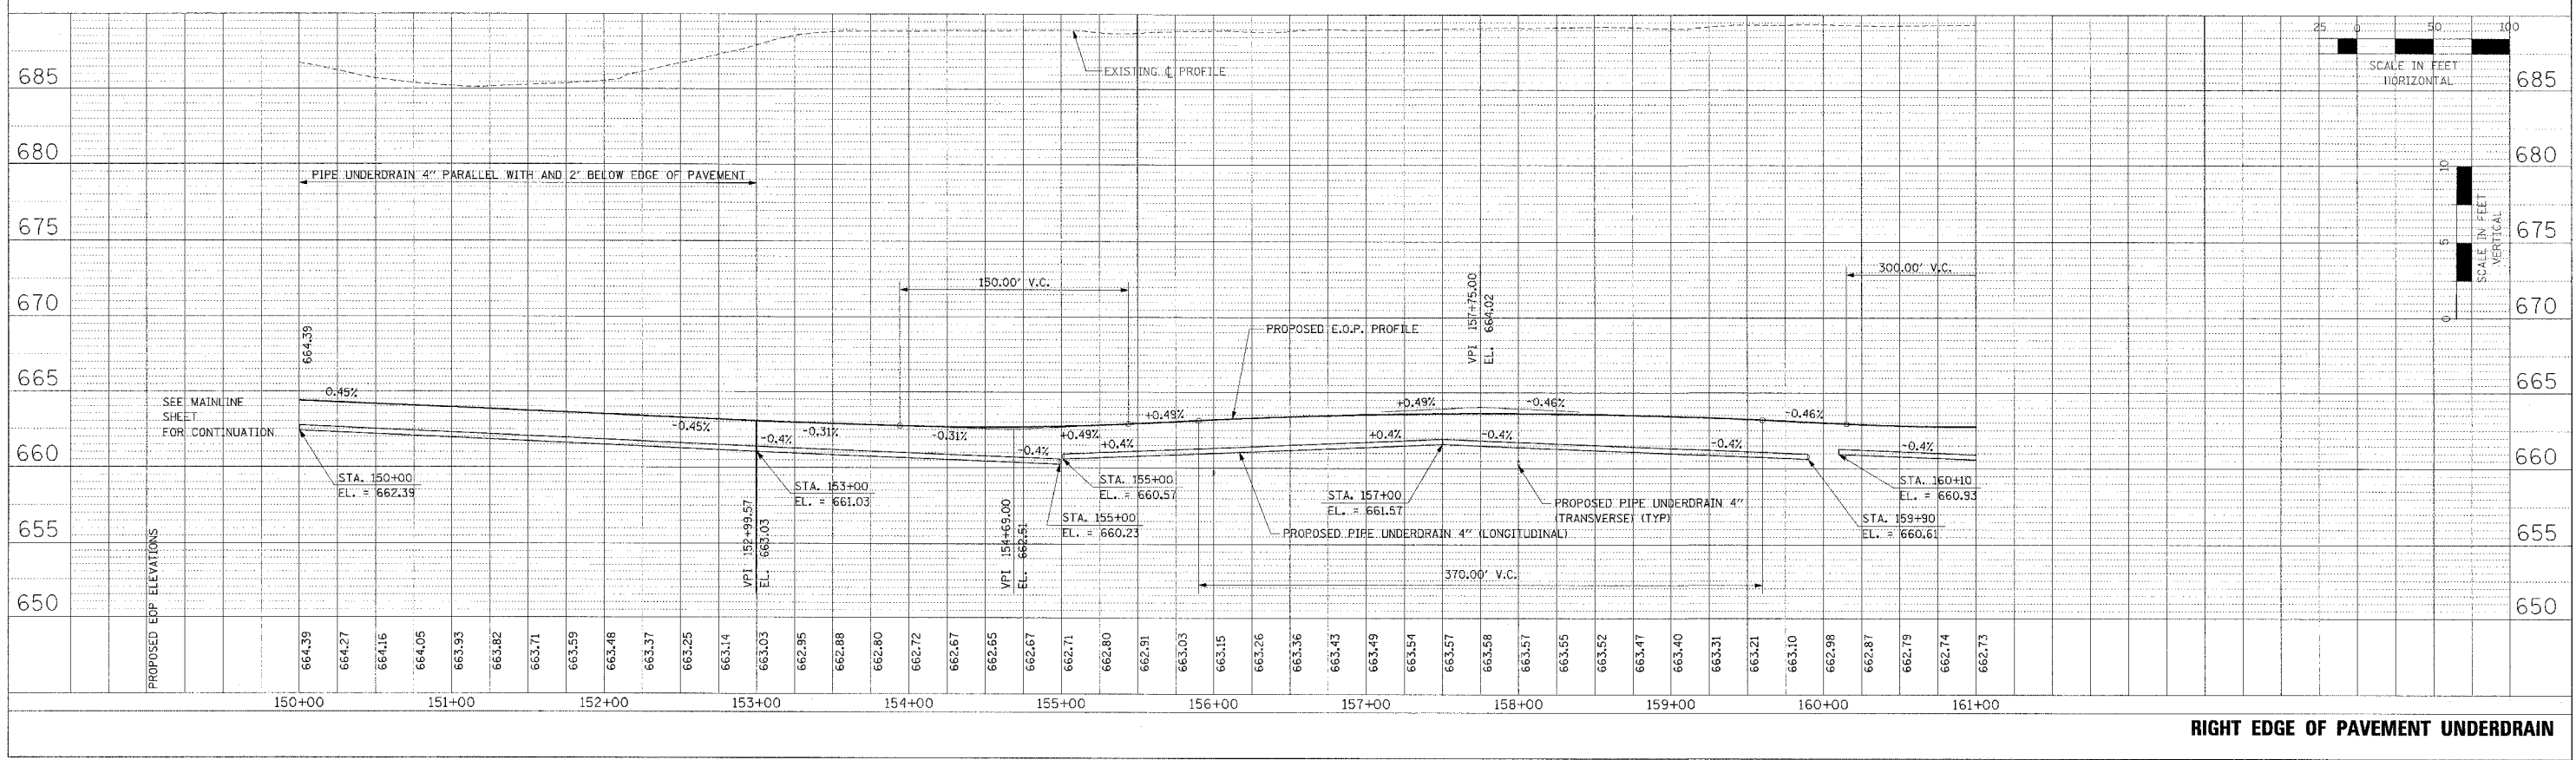 25 0 50 100
SCALE IN FEET
HORIZONTAL
EXISTING ℄ PROFILE
685 685
680 680
PIPE UNDERDRAIN 4" PARALLEL WITH AND 2' BELOW EDGE OF PAVEMENT
10
5
0
SCALE IN FEET
VERTICAL
675 675
150.00' V.C.
300.00' V.C.
670 670
664.39
PROPOSED E.O.P. PROFILE
VPI 157+75.00
EL. 664.02
665 665
0.45%
SEE MAINLINE
SHEET
FOR CONTINUATION
-0.45%
-0.4%
-0.31%
-0.31%
-0.4%
+0.49%
+0.4%
+0.49%
+0.49%
+0.4%
-0.46%
-0.4%
-0.4%
-0.46%
-0.4%
660 660
STA. 150+00
EL. = 662.39
STA. 153+00
EL. = 661.03
STA. 155+00
EL. = 660.57
STA. 155+00
EL. = 660.23
STA. 157+00
EL. = 661.57
PROPOSED PIPE UNDERDRAIN 4"
(TRANSVERSE) (TYP)
PROPOSED PIPE UNDERDRAIN 4" (LONGITUDINAL)
STA. 160+10
EL. = 660.93
STA. 159+90
EL. = 660.61
655 655
VPI 152+99.57
EL. 663.03
VPI 154+69.00
EL. 662.51
370.00' V.C.
650 650
PROPOSED EOP ELEVATIONS
664.39 664.27 664.16 664.05 663.93 663.82 663.71 663.59 663.48 663.37 663.25 663.14 663.03 662.95 662.88 662.80 662.72 662.67 662.65 662.67 662.71 662.80 662.91 663.03 663.15 663.26 663.36 663.43 663.49 663.54 663.57 663.58 663.57 663.55 663.52 663.47 663.40 663.31 663.21 663.10 662.98 662.87 662.79 662.74 662.73
150+00 151+00 152+00 153+00 154+00 155+00 156+00 157+00 158+00 159+00 160+00 161+00
RIGHT EDGE OF PAVEMENT UNDERDRAIN